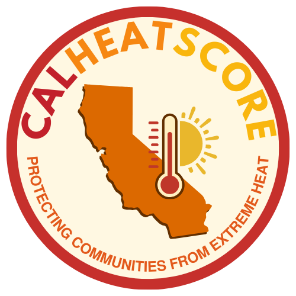 CALHEATSCORE
PROTECTING COMMUNITIES FROM EXTREME HEAT